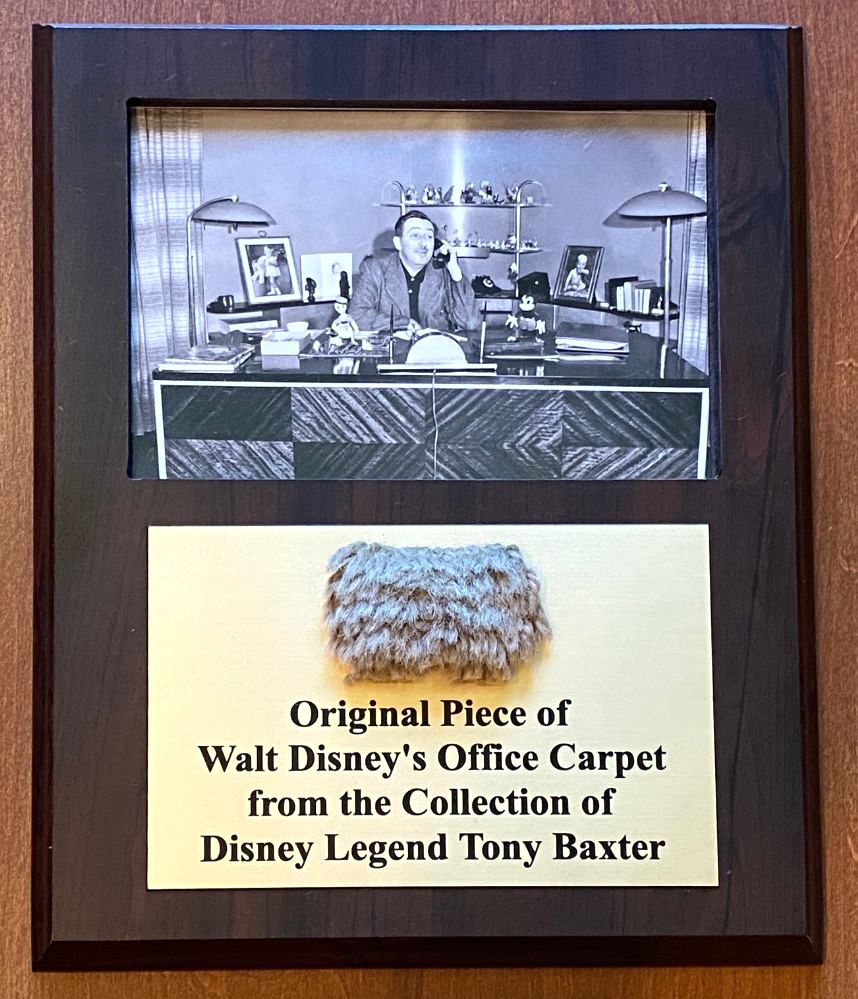 Original Piece of
Walt Disney's Office Carpet
from the Collection of
Disney Legend Tony Baxter